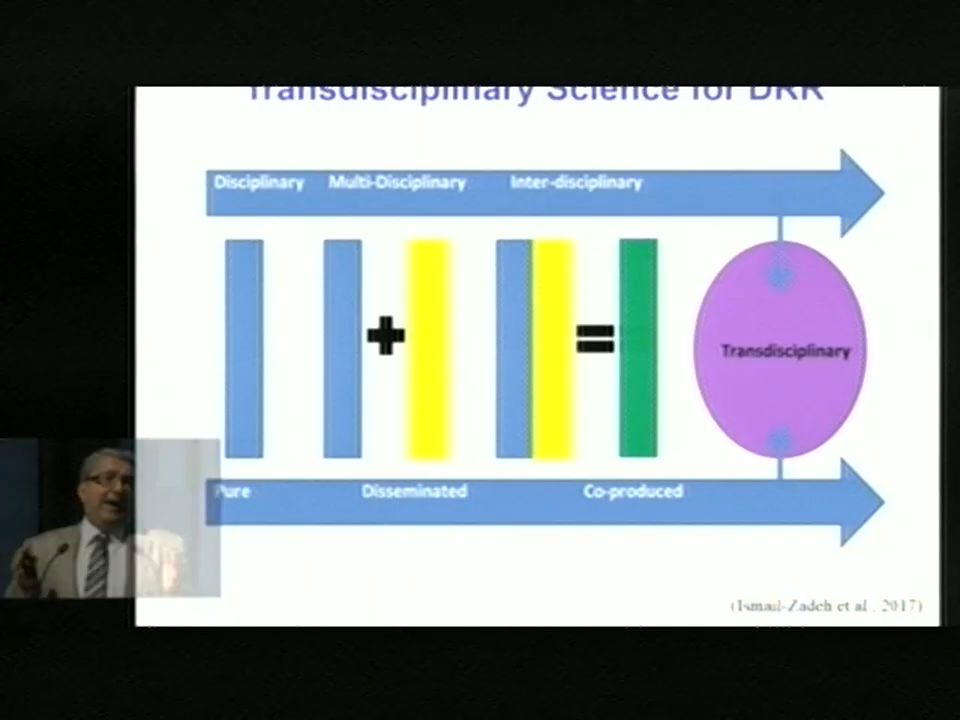 Transdisciplinary Science for DRR
Disciplinary Multi-Disciplinary Inter-disciplinary
+ =
Transdisciplinary
Pure Disseminated Co-produced
(Ismail-Zadeh et al., 2017)